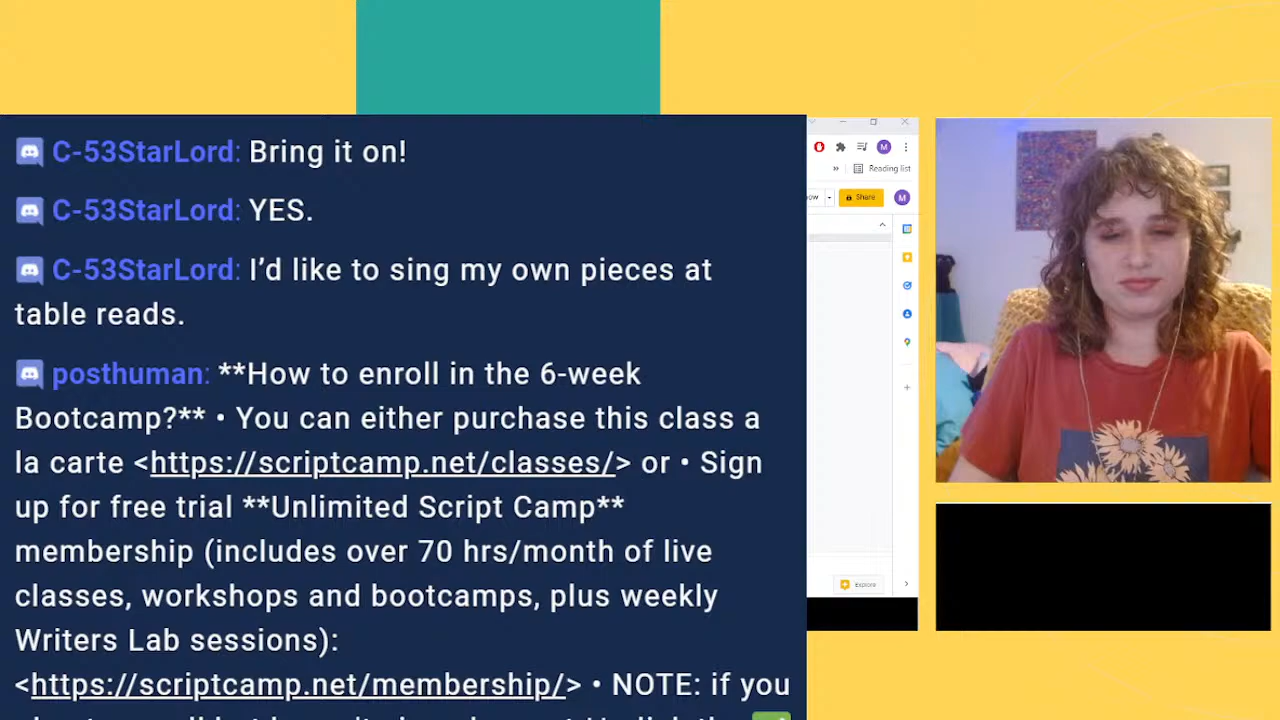 C-53StarLord: Bring it on!
C-53StarLord: YES.
C-53StarLord: I’d like to sing my own pieces at
table reads.
posthuman: **How to enroll in the 6-week
Bootcamp?** • You can either purchase this class a
la carte <https://scriptcamp.net/classes/> or • Sign
up for free trial **Unlimited Script Camp**
membership (includes over 70 hrs/month of live
classes, workshops and bootcamps, plus weekly
Writers Lab sessions):
<https://scriptcamp.net/membership/> • NOTE: if you
M
Reading list
Share
M
Explore